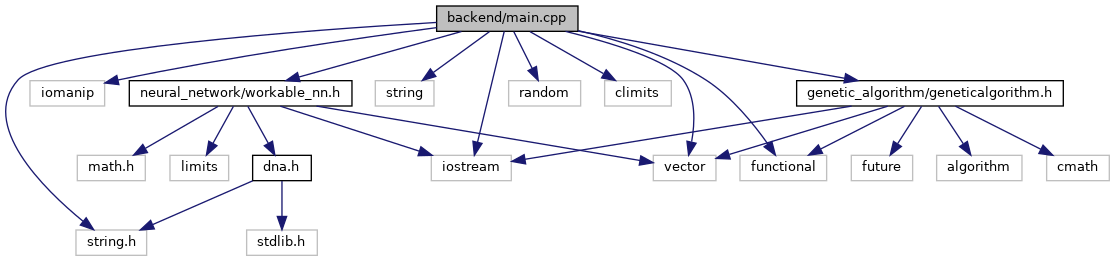 backend/main.cpp
iomanip
neural_network/workable_nn.h
string
random
climits
genetic_algorithm/geneticalgorithm.h
math.h
limits
dna.h
iostream
vector
functional
future
algorithm
cmath
string.h
stdlib.h